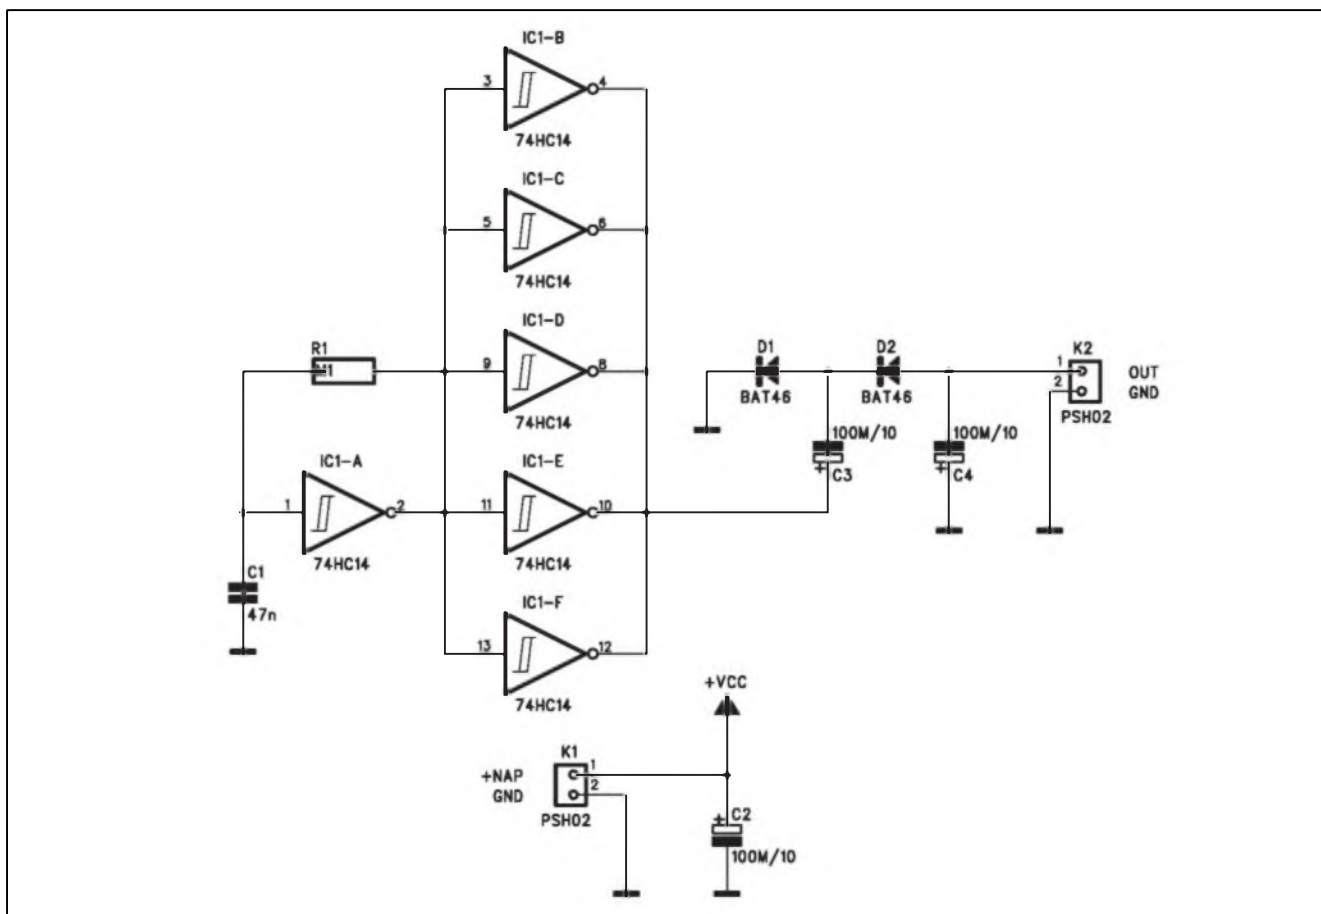 IC1-B
3
4
74HC14
IC1-C
5
6
74HC14
IC1-D
R1
9
8
M1
74HC14
D1
D2
K2
1
OUT
2
GND
BAT46
BAT46
PSH02
100M/10
100M/10
+
C3
+
C4
IC1-A
IC1-E
1
2
11
10
74HC14
74HC14
C1
47n
IC1-F
13
12
74HC14
+VCC
K1
+NAP
1
GND
2
PSH02
+
C2
100M/10